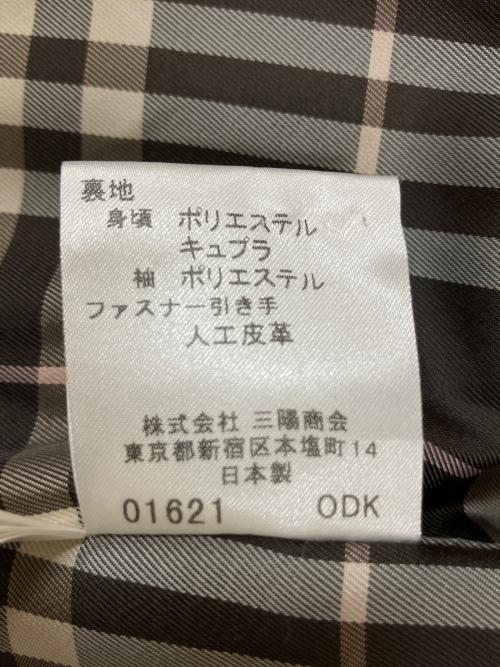 裏地
身頃 ポリエステル
キュプラ
袖 ポリエステル
ファスナー引き手
人工皮革
株式会社 三陽商会
東京都新宿区本塩町14
日本製
01621 ODK